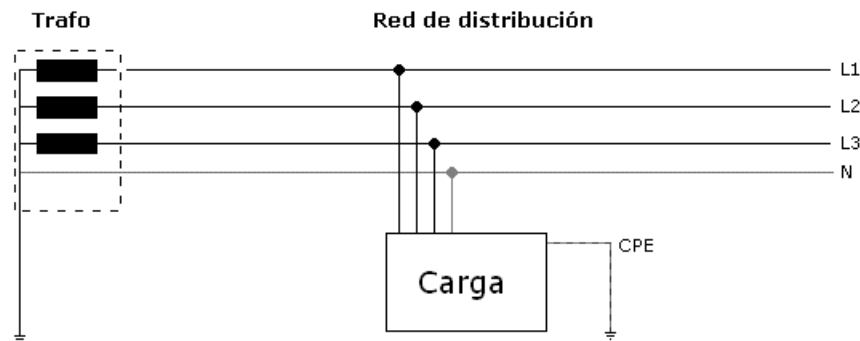 Trafo
Red de distribución
L1
L2
L3
N
CPE
Carga